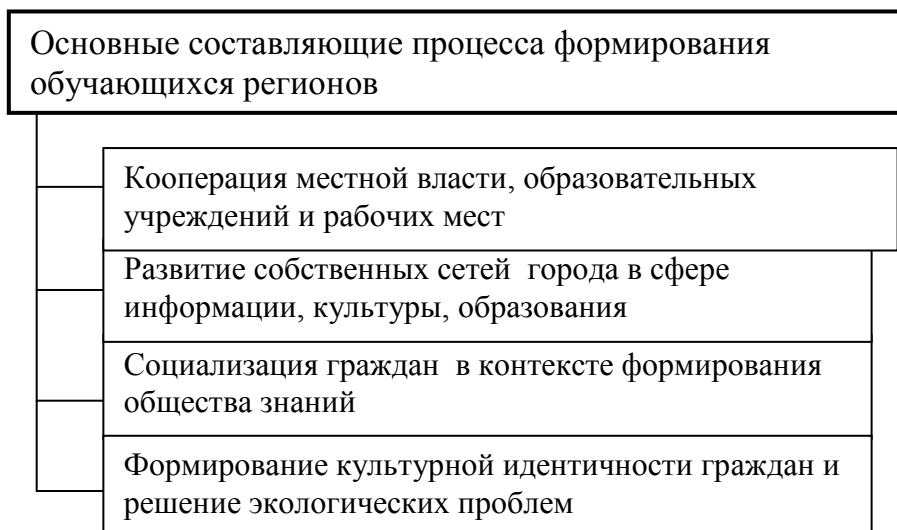 Основные составляющие процесса формирования
обучающихся регионов
Кооперация местной власти, образовательных
учреждений и рабочих мест
Развитие собственных сетей города в сфере
информации, культуры, образования
Социализация граждан в контексте формирования
общества знаний
Формирование культурной идентичности граждан и
решение экологических проблем